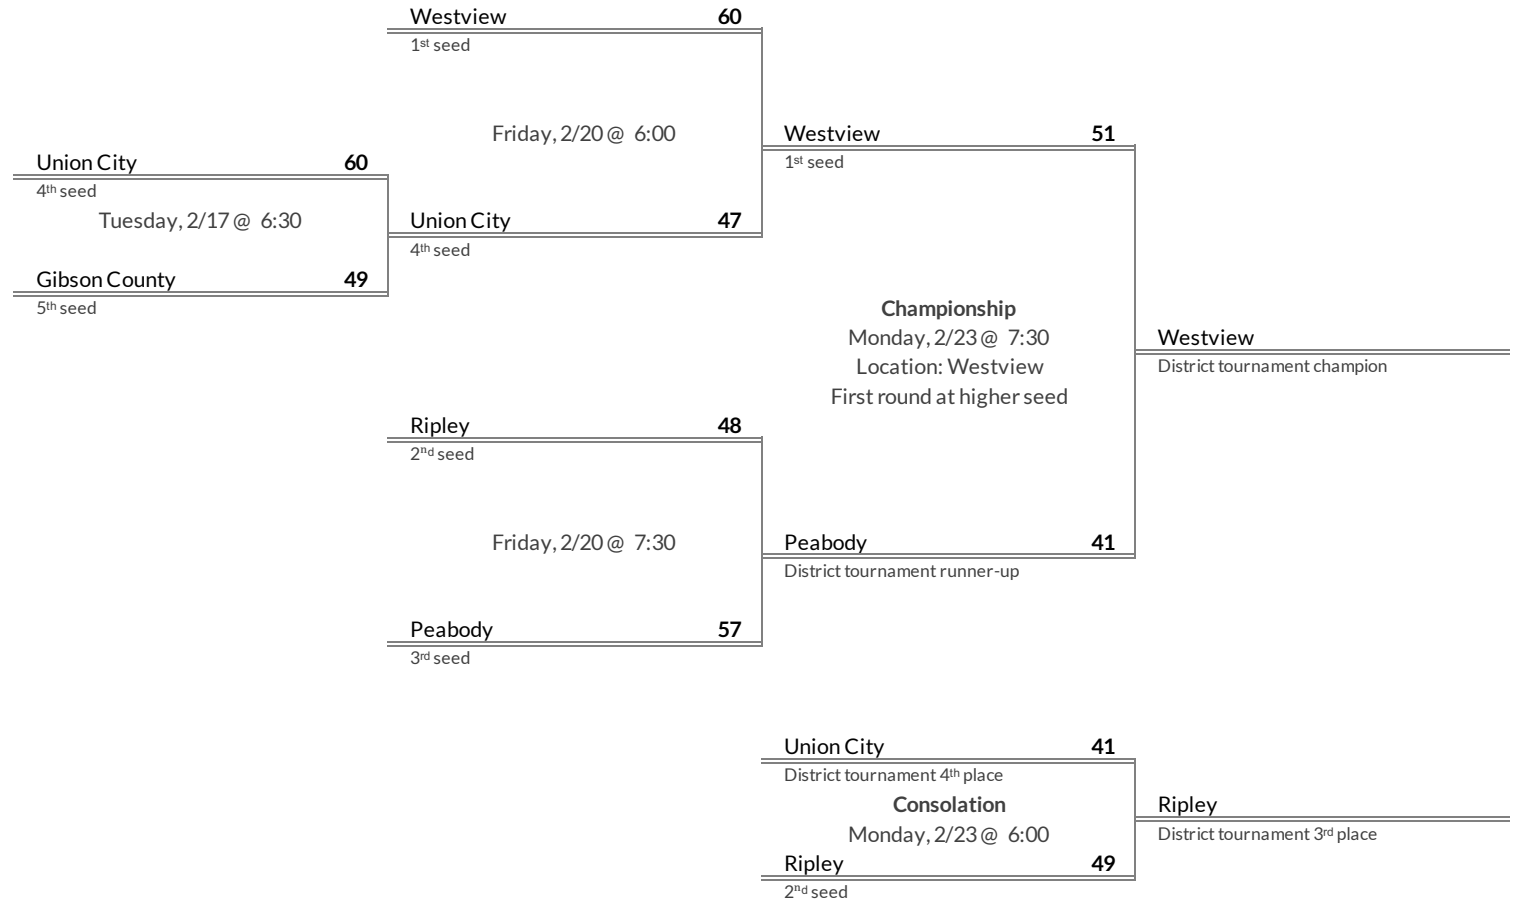 Westview 60
1st seed
Friday, 2/20 @ 6:00
Westview 51
1st seed
Union City 60
4th seed
Tuesday, 2/17 @ 6:30
Union City 47
4th seed
Gibson County 49
5th seed
Championship
Monday, 2/23 @ 7:30
Location: Westview
First round at higher seed
Westview
District tournament champion
Ripley 48
2nd seed
Friday, 2/20 @ 7:30
Peabody 41
District tournament runner-up
Peabody 57
3rd seed
Union City 41
District tournament 4th place
Consolation
Monday, 2/23 @ 6:00
Ripley
District tournament 3rd place
Ripley 49
2nd seed